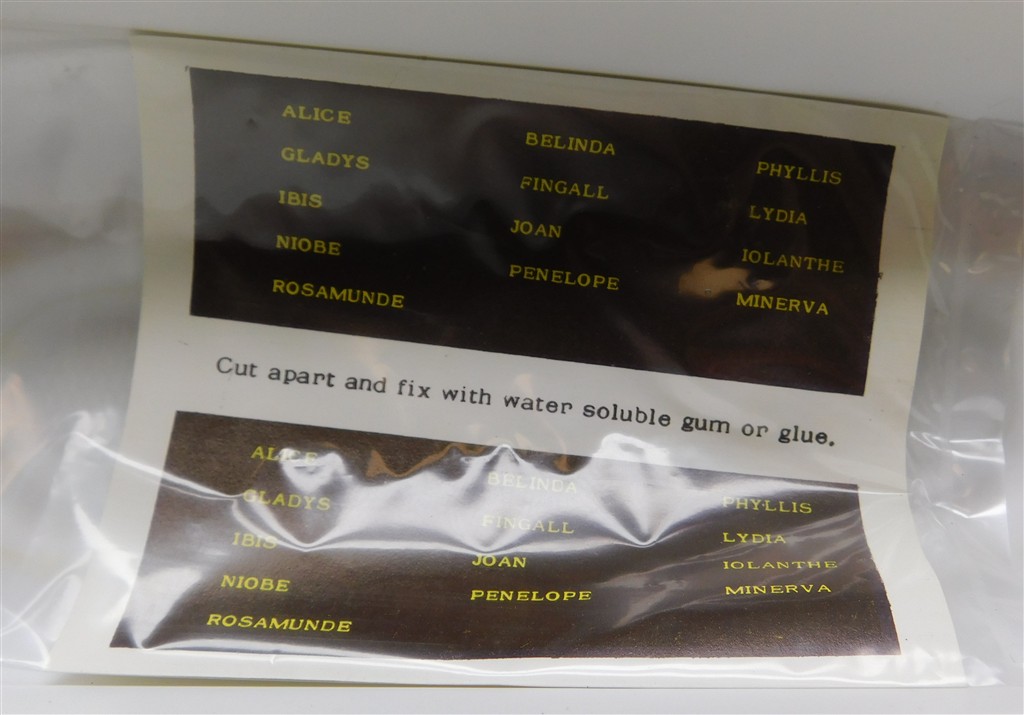 ALICE
GLADYS
IBIS
NIOBE
ROSAMUNDE
BELINDA
FINGALL
JOAN
PENELOPE
PHYLLIS
LYDIA
IOLANTHE
MINERVA
Cut apart and fix with water soluble gum or glue.
ALICE
GLADYS
IBIS
NIOBE
ROSAMUNDE
BELINDA
FINGALL
JOAN
PENELOPE
PHYLLIS
LYDIA
IOLANTHE
MINERVA